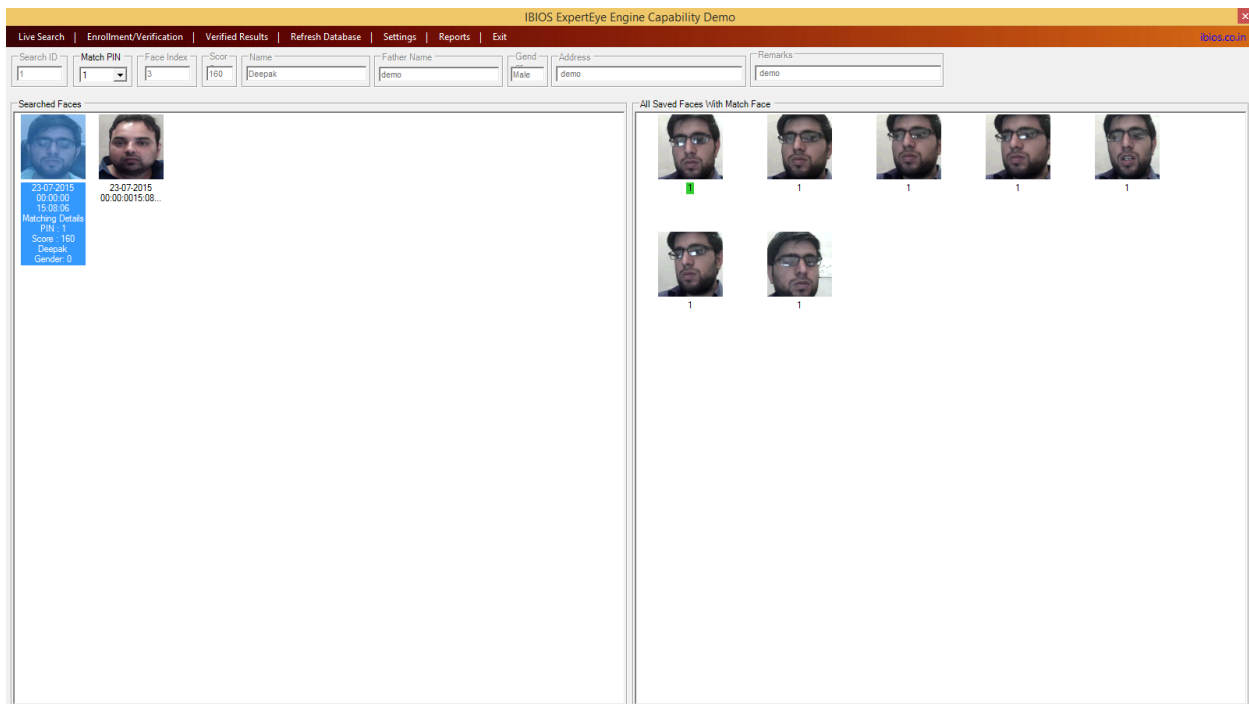 IBIOS ExpertEye Engine Capability Demo
Live Search | Enrollment/Verification | Verified Results | Refresh Database | Settings | Reports | Exit
ibios.co.in
Search ID Match PIN Face Index Scor Name Father Name Gend Address Remarks
1 1 3 160 Deepak demo Male demo demo
Searched Faces
23-07-2015
00:00:00
15:08:06
Matching Details
PIN : 1
Score : 160
Deepak
Gender: 0
23-07-2015
00:00:0015:08...
All Saved Faces With Match Face
1 1 1 1 1
1 1